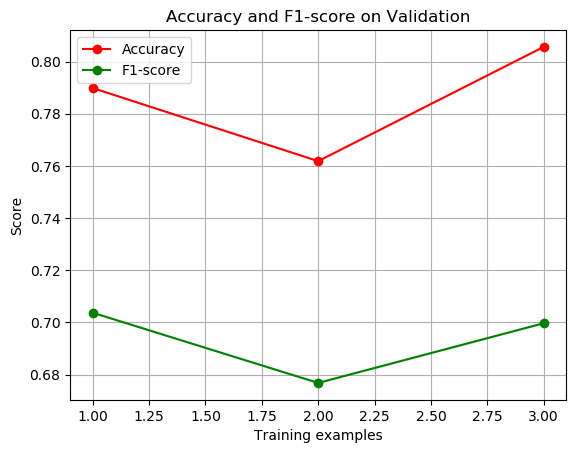 Accuracy and F1-score on Validation
Accuracy
F1-score
0.80
0.78
0.76
0.74
0.72
0.70
0.68
Score
1.00 1.25 1.50 1.75 2.00 2.25 2.50 2.75 3.00
Training examples